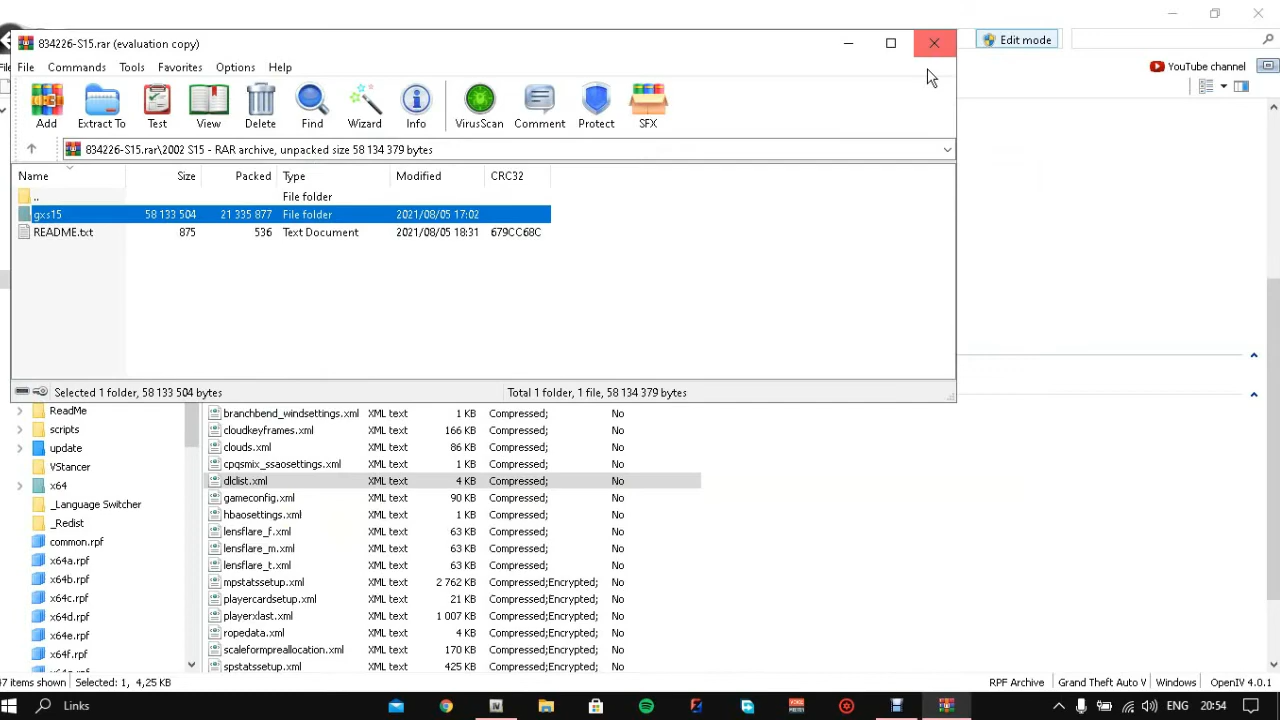 834226-S15.rar (evaluation copy)
Edit mode
File Commands Tools Favorites Options Help
YouTube channel
Add Extract To Test View Delete Find Wizard Info VirusScan Comment Protect SFX
834226-S15.rar\2002 S15 - RAR archive, unpacked size 58 134 379 bytes
Name Size Packed Type Modified CRC32
.. File folder
gxs15 58 133 504 21 335 877 File folder 2021/08/05 17:02
README.txt 875 536 Text Document 2021/08/05 18:31 679CC68C
Selected 1 folder, 58 133 504 bytes Total 1 folder, 1 file, 58 134 379 bytes
ReadMe
scripts
update
VStancer
x64
_Language Switcher
_Redist
common.rpf
x64a.rpf
x64b.rpf
x64c.rpf
x64d.rpf
x64e.rpf
x64f.rpf
branchbend_windsettings.xml XML text 1 KB Compressed; No
cloudkeyframes.xml XML text 166 KB Compressed; No
clouds.xml XML text 86 KB Compressed; No
cpqsmix_ssaosettings.xml XML text 1 KB Compressed; No
dlclist.xml XML text 4 KB Compressed; No
gameconfig.xml XML text 90 KB Compressed; No
hbaosettings.xml XML text 1 KB Compressed; No
lensflare_f.xml XML text 63 KB Compressed; No
lensflare_m.xml XML text 63 KB Compressed; No
lensflare_t.xml XML text 63 KB Compressed; No
mpstatssetup.xml XML text 2 762 KB Compressed;Encrypted; No
playercardsetup.xml XML text 21 KB Compressed;Encrypted; No
playerxlast.xml XML text 1 007 KB Compressed;Encrypted; No
ropedata.xml XML text 4 KB Compressed;Encrypted; No
scaleformpreallocation.xml XML text 170 KB Compressed;Encrypted; No
spstatssetup.xml XML text 425 KB Compressed;Encrypted; No
47 items shown Selected: 1, 4,25 KB RPF Archive Grand Theft Auto V Windows OpenIV 4.0.1
Links ENG 20:54